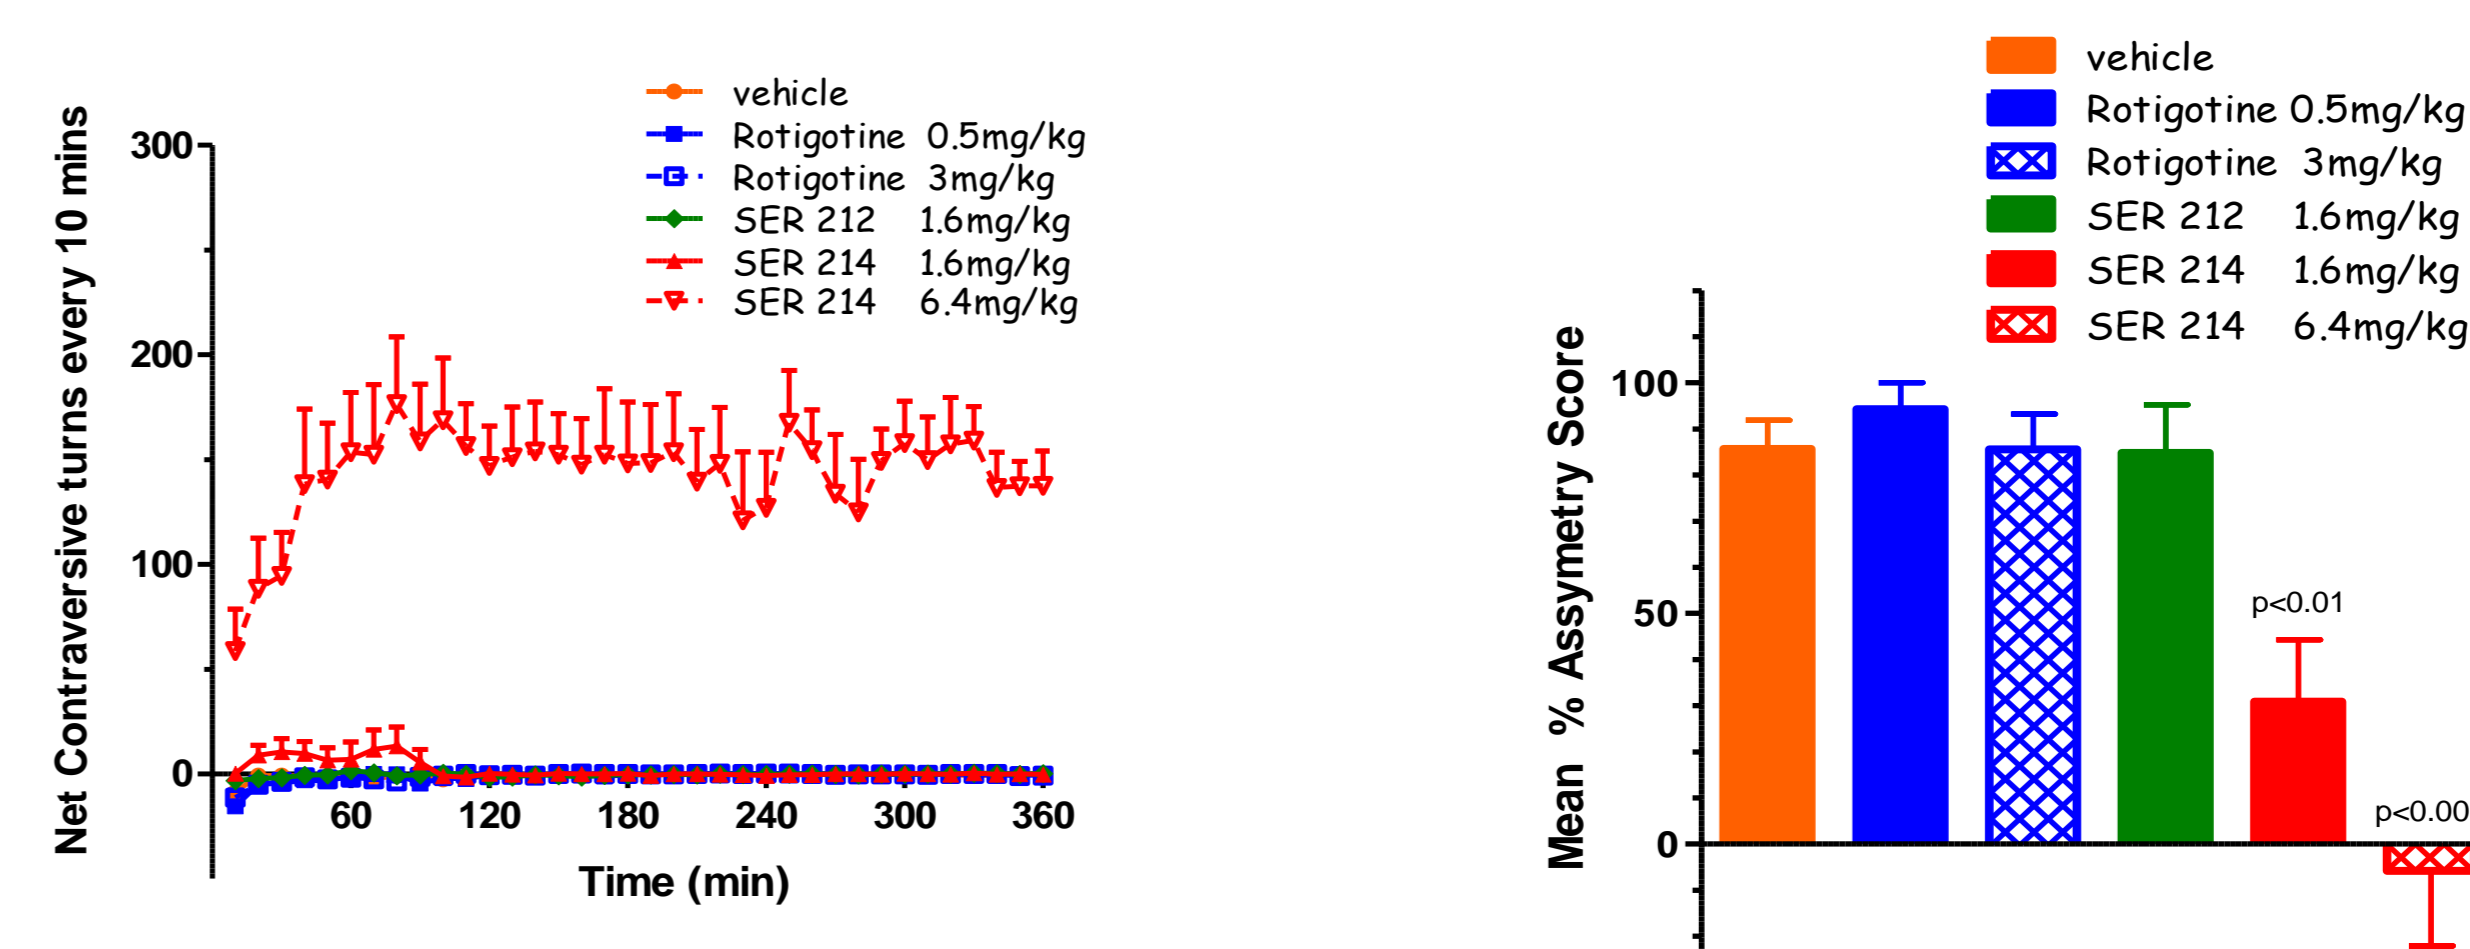 Net Contraversive turns every 10 mins
300
200
100
0
60 120 180 240 300 360
Time (min)
vehicle
Rotigotine 0.5mg/kg
Rotigotine 3mg/kg
SER 212 1.6mg/kg
SER 214 1.6mg/kg
SER 214 6.4mg/kg
Mean % Assymetry Score
100
50
0
vehicle
Rotigotine 0.5mg/kg
Rotigotine 3mg/kg
SER 212 1.6mg/kg
SER 214 1.6mg/kg
SER 214 6.4mg/kg
p<0.01
p<0.00